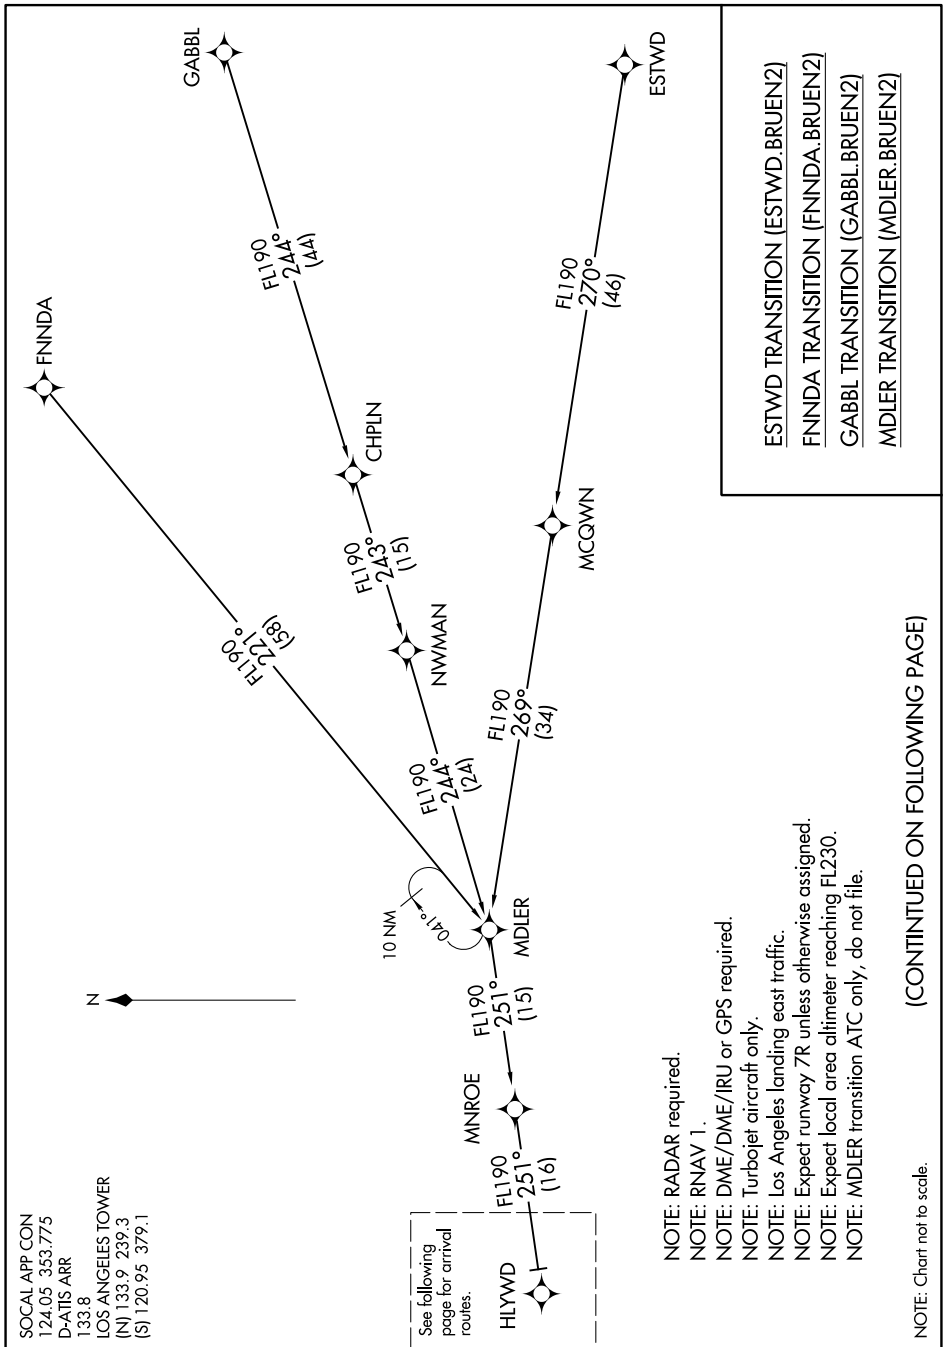 SOCAL APP CON
124.05 353.775
D-ATIS ARR
133.8
LOS ANGELES TOWER
(N) 133.9 239.3
(S) 120.95 379.1
N
FNNDA
GABBL
FL190
221°
(58)
FL190
244°
(44)
CHPLN
FL190
243°
(15)
NWMAN
FL190
244°
(24)
10 NM
041°
ESTWD
FL190
270°
(46)
MCQWN
FL190
269°
(34)
MDLER
FL190
251°
(15)
MNROE
FL190
251°
(16)
See following
page for arrival
routes.
HLYWD
NOTE: RADAR required.
NOTE: RNAV 1.
NOTE: DME/DME/IRU or GPS required.
NOTE: Turbojet aircraft only.
NOTE: Los Angeles landing east traffic.
NOTE: Expect runway 7R unless otherwise assigned.
NOTE: Expect local area altimeter reaching FL230.
NOTE: MDLER transition ATC only, do not file.
ESTWD TRANSITION (ESTWD.BRUEN2)
FNNDA TRANSITION (FNNDA.BRUEN2)
GABBL TRANSITION (GABBL.BRUEN2)
MDLER TRANSITION (MDLER.BRUEN2)
(CONTINTUED ON FOLLOWING PAGE)
NOTE: Chart not to scale.